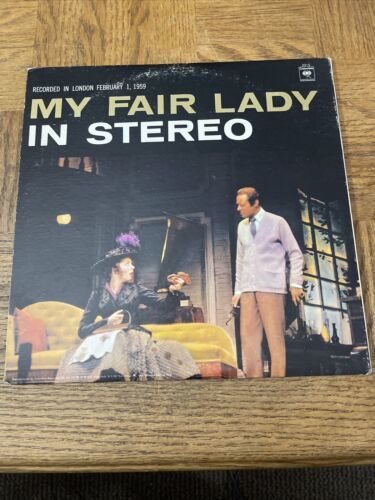 RECORDED IN LONDON FEBRUARY 1, 1959
MY FAIR LADY
IN STEREO